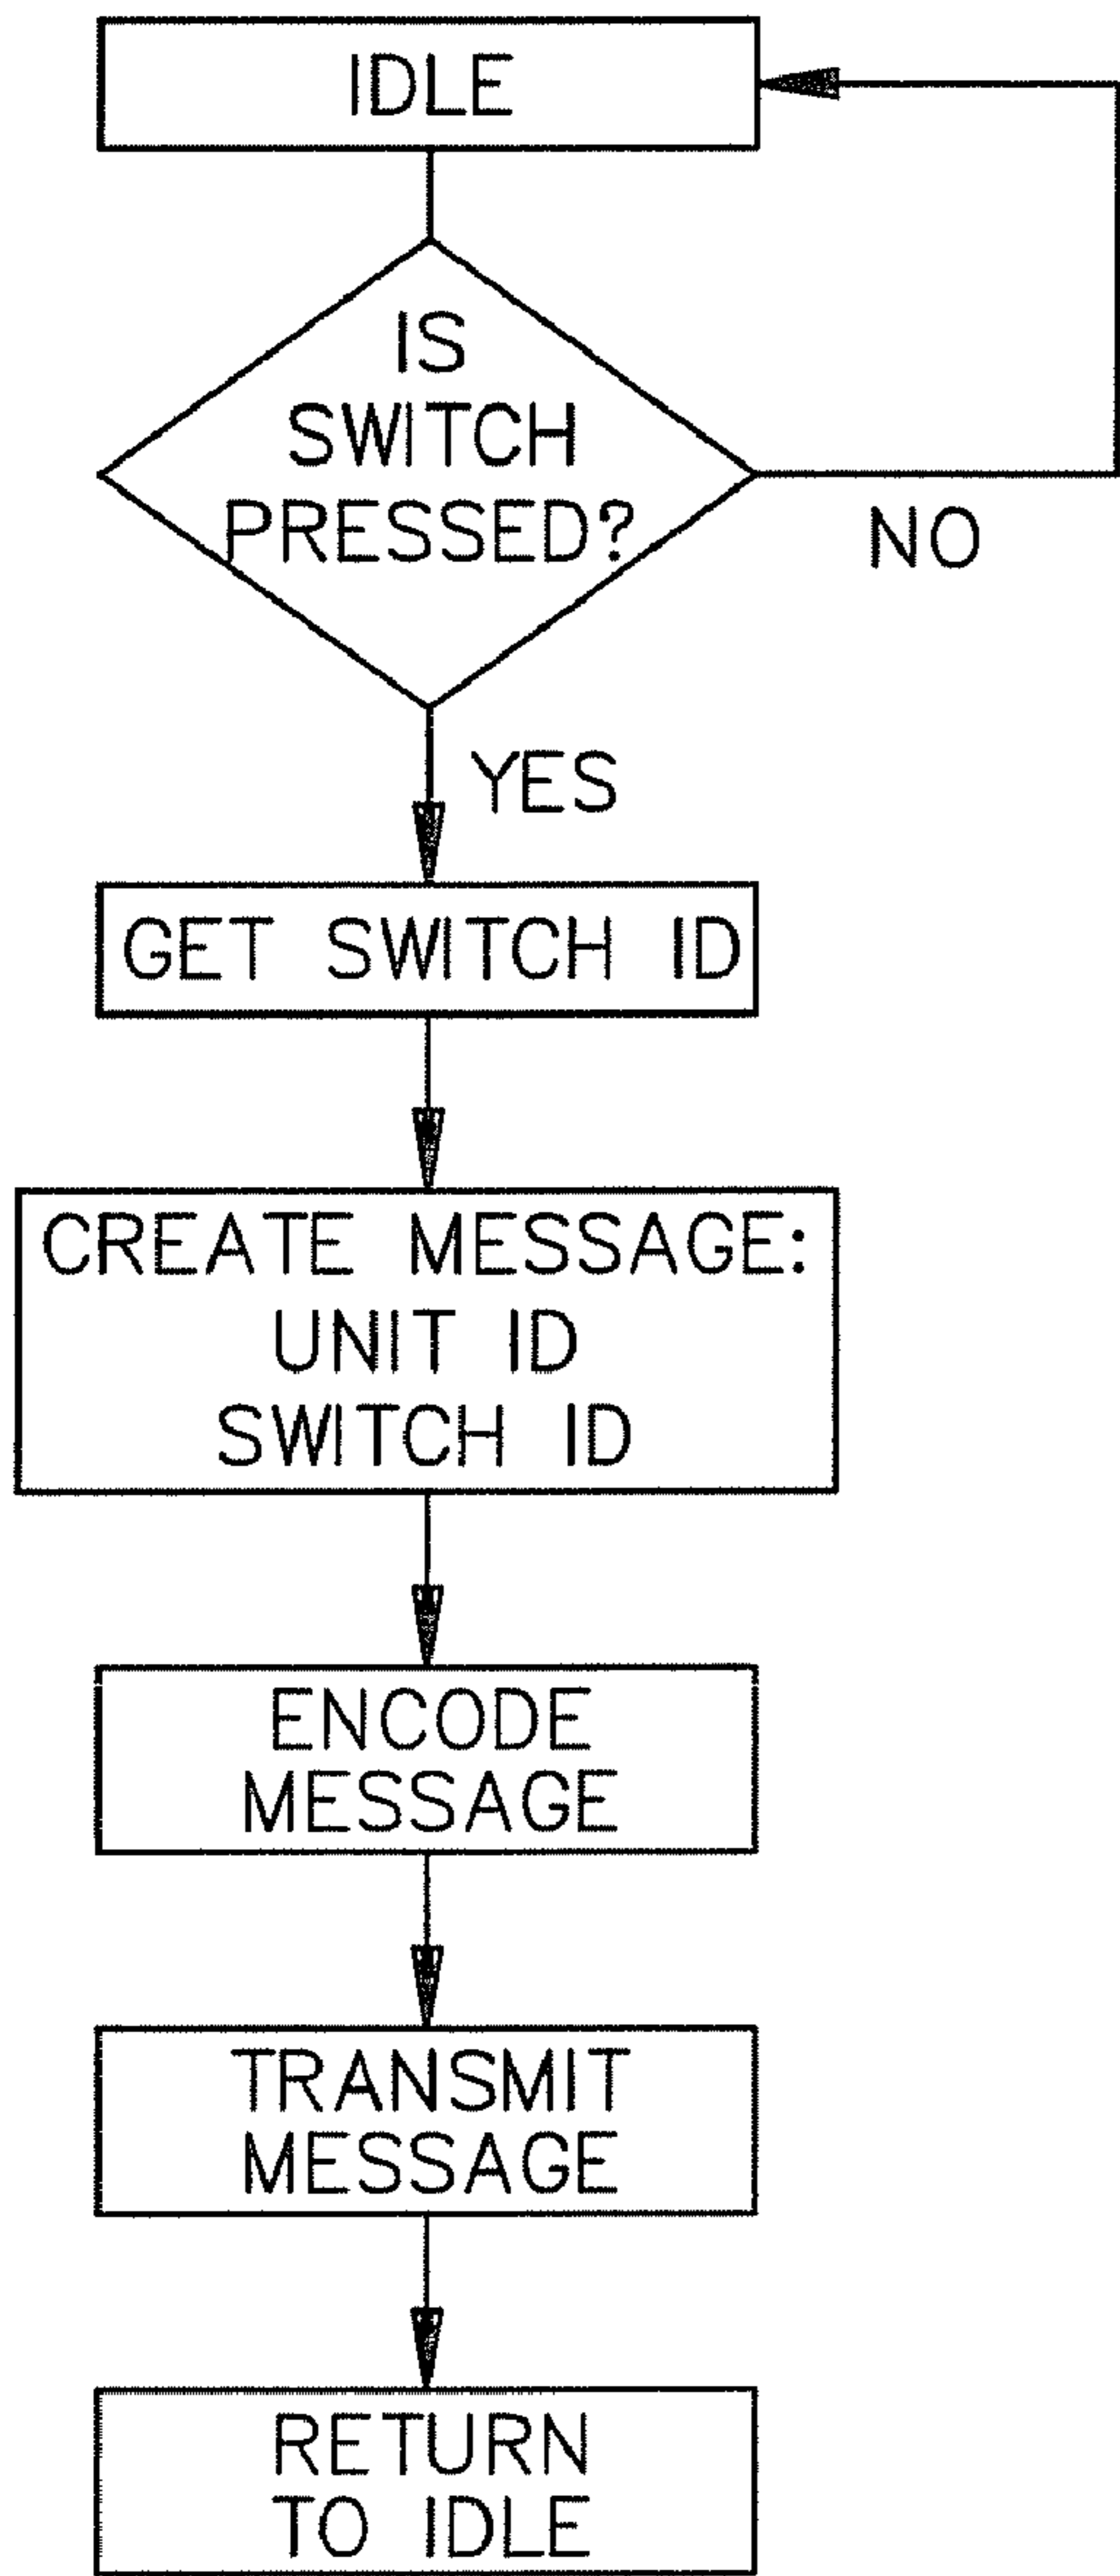 IDLE
IS
SWITCH
PRESSED?
NO
YES
GET SWITCH ID
CREATE MESSAGE:
UNIT ID
SWITCH ID
ENCODE
MESSAGE
TRANSMIT
MESSAGE
RETURN
TO IDLE